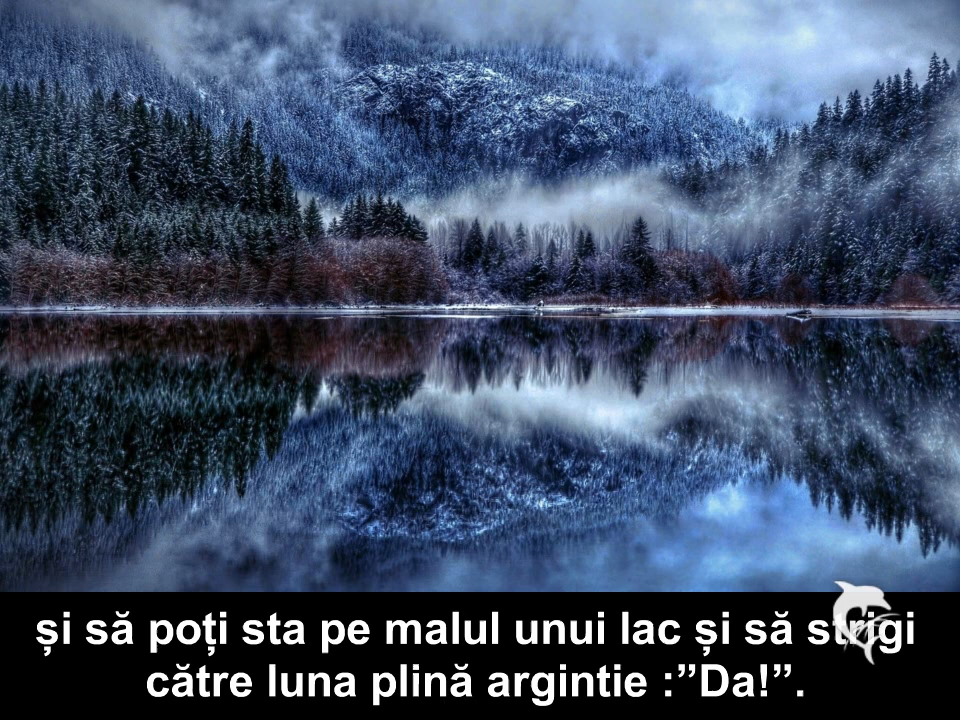 și să poți sta pe malul unui lac și să strigi
către luna plină argintie :”Da!”.